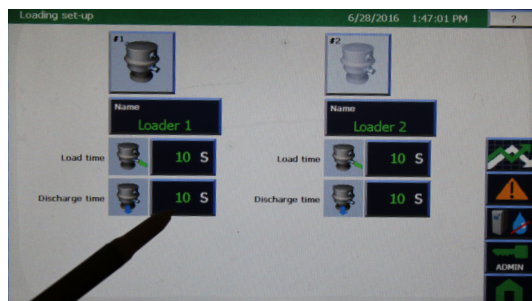 Loading set-up 6/28/2016 1:47:01 PM ?
#1 #2
Name Name
Loader 1 Loader 2
Load time 10 S Load time 10 S
Discharge time 10 S Discharge time 10 S
ADMIN